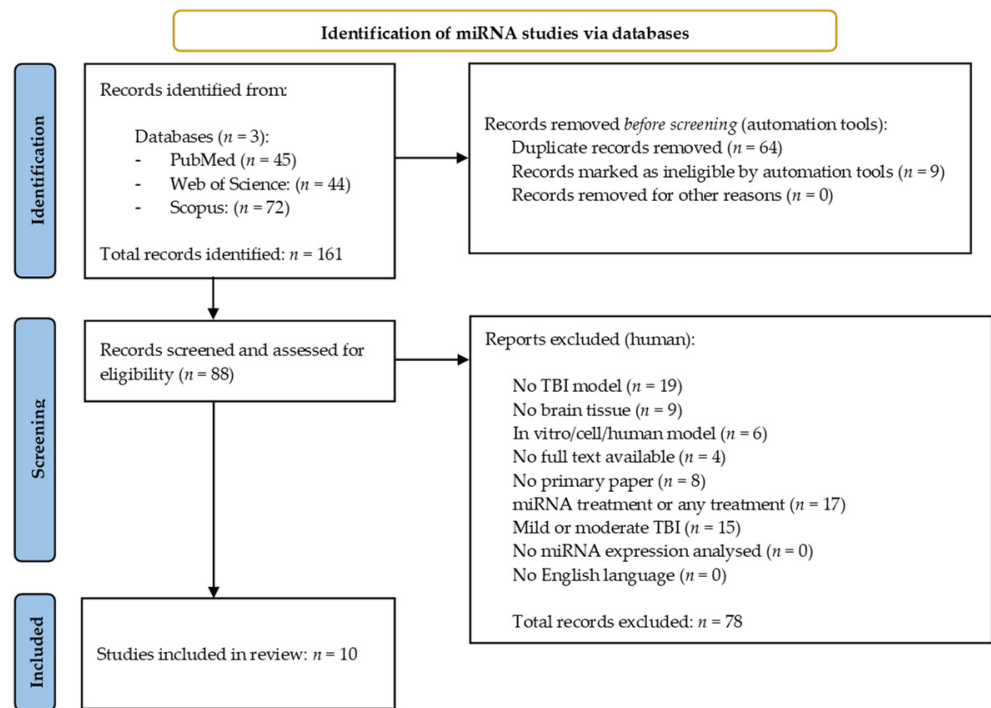 Identification of miRNA studies via databases
Identification
Records identified from:
Databases (n = 3):
- PubMed (n = 45)
- Web of Science: (n = 44)
- Scopus: (n = 72)
Total records identified: n = 161
Records removed before screening (automation tools):
Duplicate records removed (n = 64)
Records marked as ineligible by automation tools (n = 9)
Records removed for other reasons (n = 0)
Screening
Records screened and assessed for
eligibility (n = 88)
Reports excluded (human):
No TBI model (n = 19)
No brain tissue (n = 9)
In vitro/cell/human model (n = 6)
No full text available (n = 4)
No primary paper (n = 8)
miRNA treatment or any treatment (n = 17)
Mild or moderate TBI (n = 15)
No miRNA expression analysed (n = 0)
No English language (n = 0)
Total records excluded: n = 78
Included
Studies included in review: n = 10